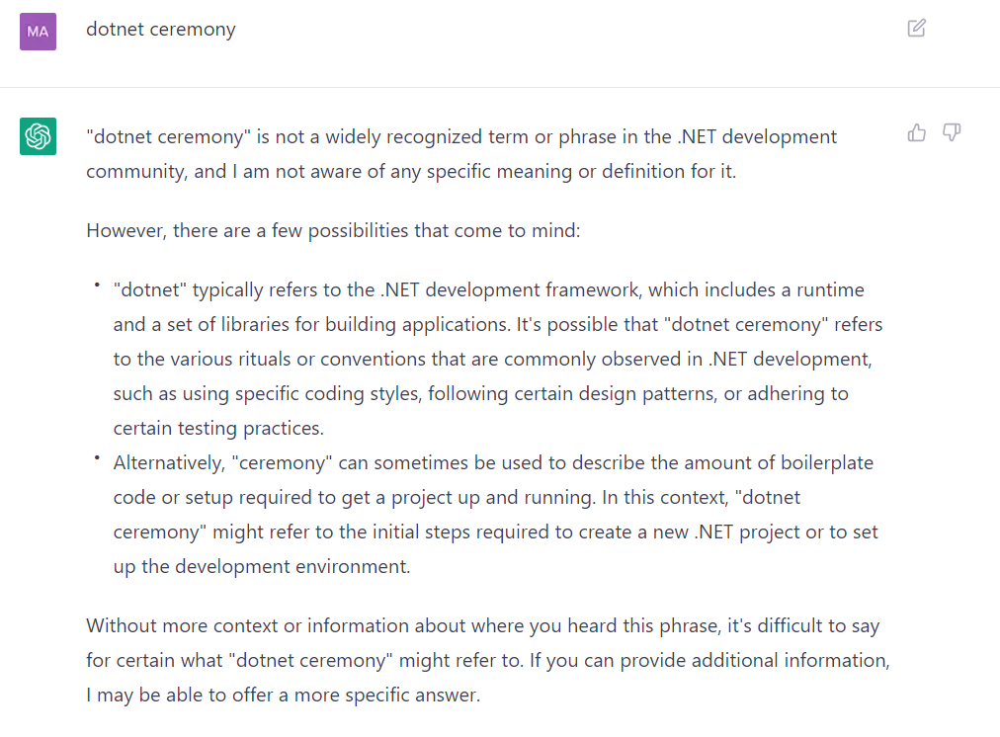 MA
dotnet ceremony
"dotnet ceremony" is not a widely recognized term or phrase in the .NET development
community, and I am not aware of any specific meaning or definition for it.
However, there are a few possibilities that come to mind:
• "dotnet" typically refers to the .NET development framework, which includes a runtime
and a set of libraries for building applications. It's possible that "dotnet ceremony" refers
to the various rituals or conventions that are commonly observed in .NET development,
such as using specific coding styles, following certain design patterns, or adhering to
certain testing practices.
• Alternatively, "ceremony" can sometimes be used to describe the amount of boilerplate
code or setup required to get a project up and running. In this context, "dotnet
ceremony" might refer to the initial steps required to create a new .NET project or to set
up the development environment.
Without more context or information about where you heard this phrase, it's difficult to say
for certain what "dotnet ceremony" might refer to. If you can provide additional information,
I may be able to offer a more specific answer.